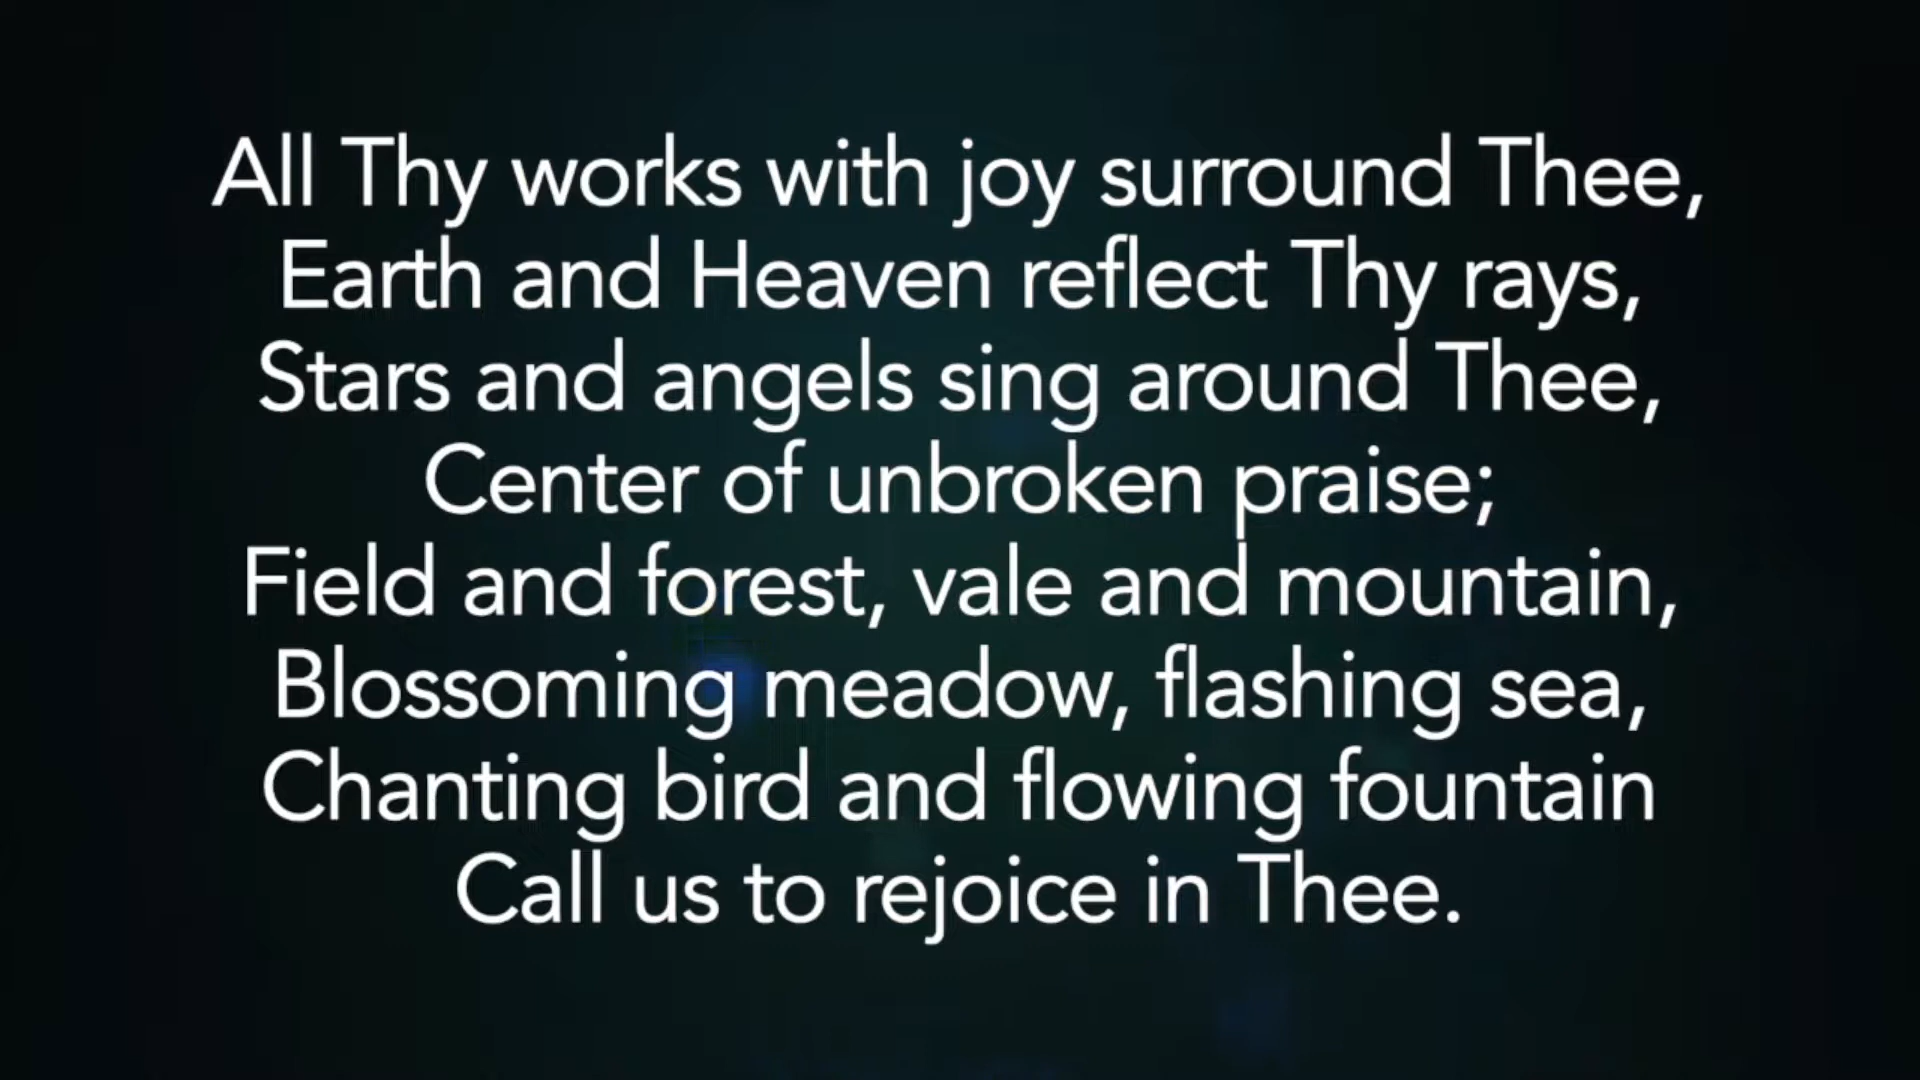 All Thy works with joy surround Thee,
Earth and Heaven reflect Thy rays,
Stars and angels sing around Thee,
Center of unbroken praise;
Field and forest, vale and mountain,
Blossoming meadow, flashing sea,
Chanting bird and flowing fountain
Call us to rejoice in Thee.